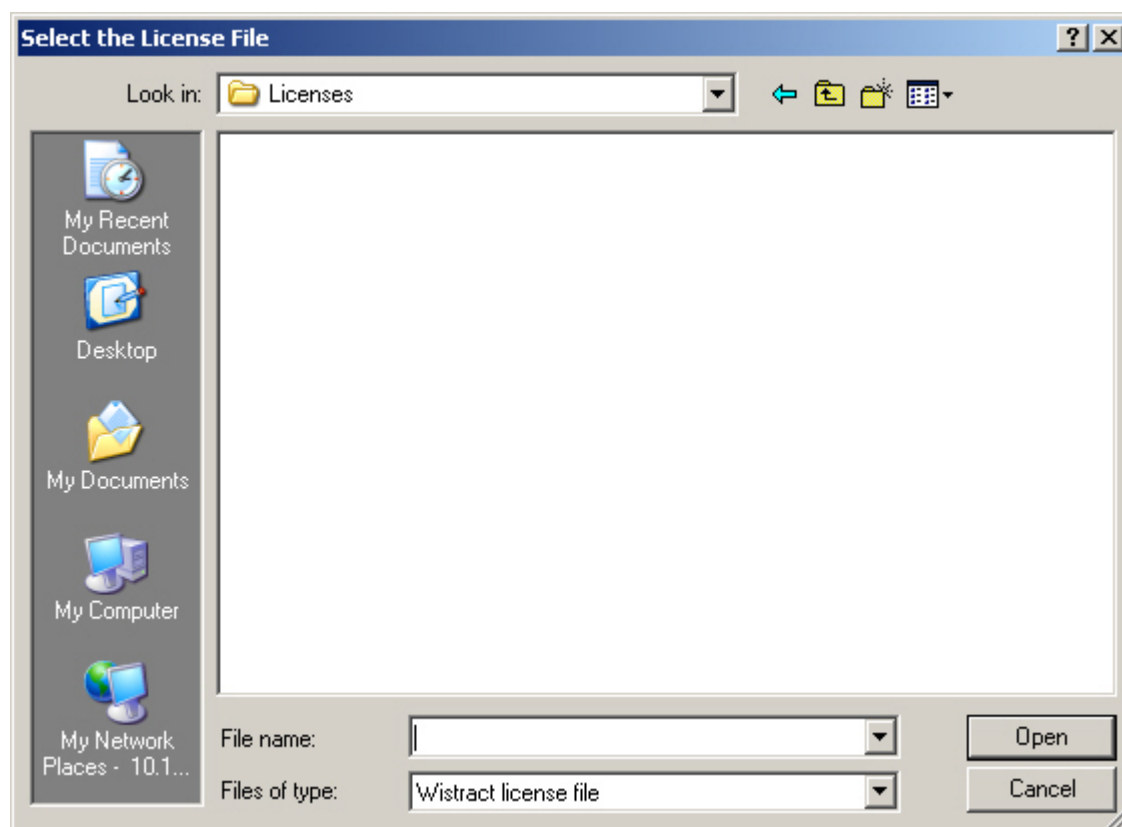 Select the License File
Look in: Licenses
My Recent
Documents
Desktop
My Documents
My Computer
My Network
Places - 10.1...
File name:
Open
Files of type: Wistract license file
Cancel